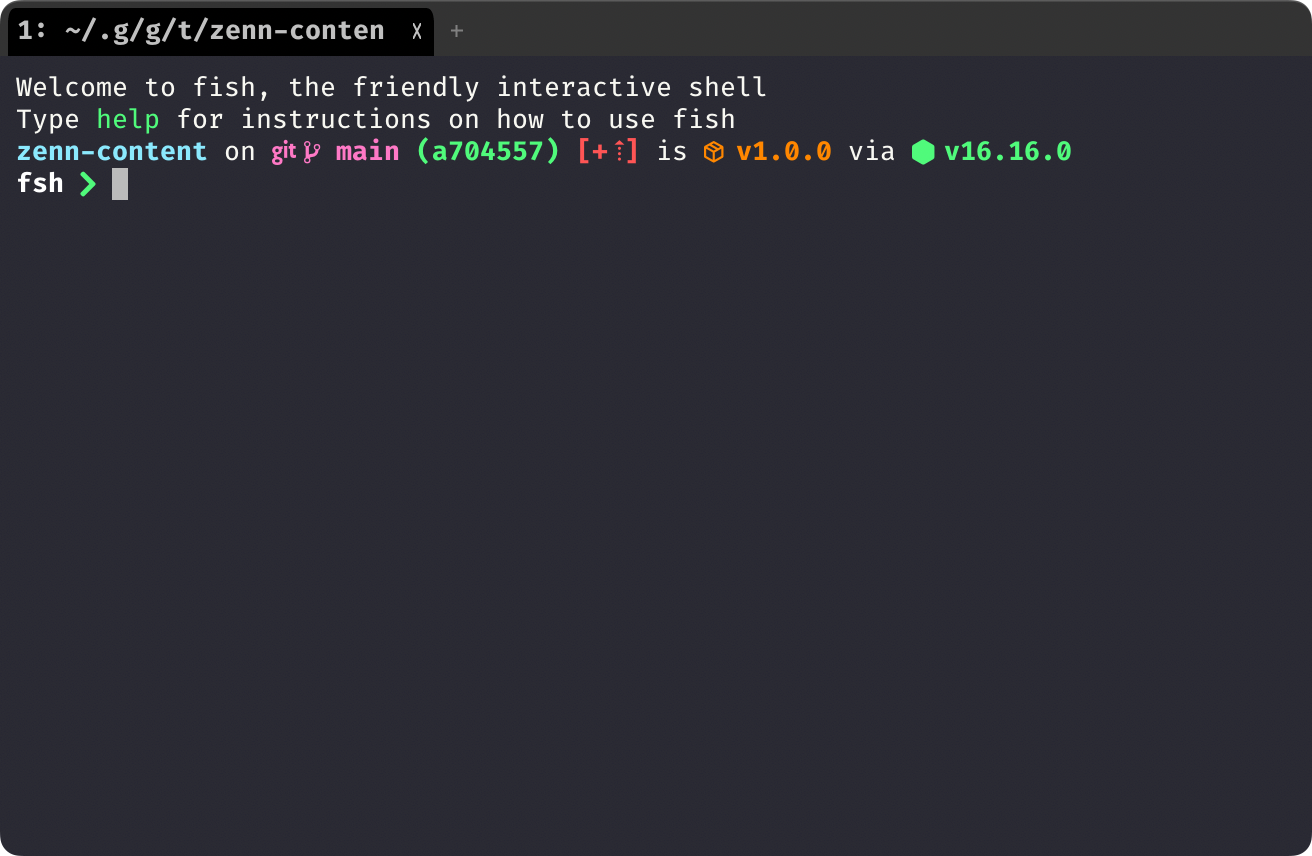 1: ~/.g/g/t/zenn-conten X +
Welcome to fish, the friendly interactive shell
Type help for instructions on how to use fish
zenn-content on git main (a704557) [+⇡] is v1.0.0 via v16.16.0
fsh ❯